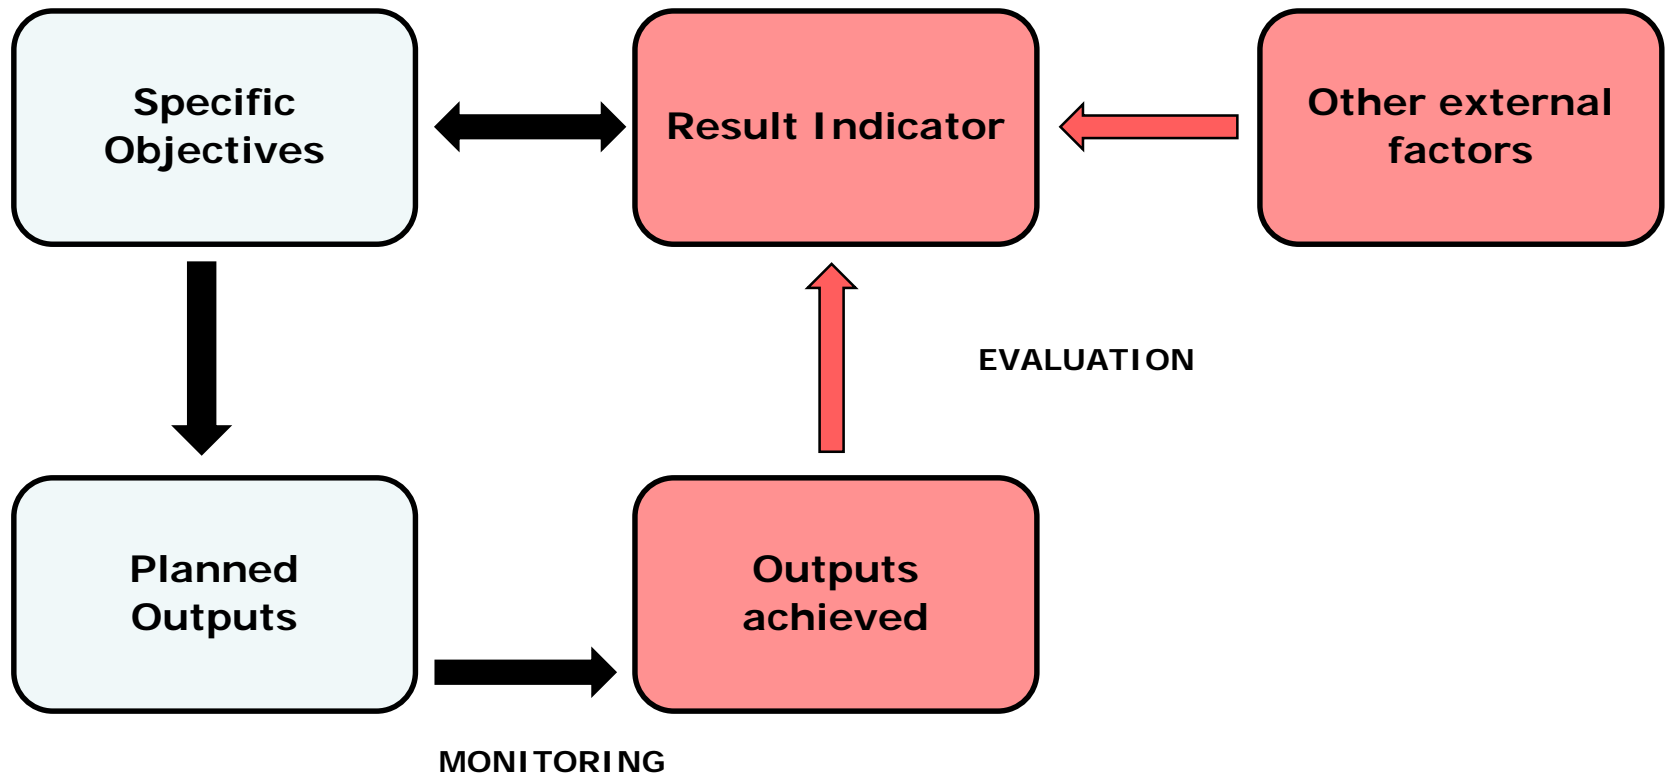 Specific
Objectives
Result Indicator
Other external
factors
EVALUATION
Planned
Outputs
Outputs
achieved
MONITORING